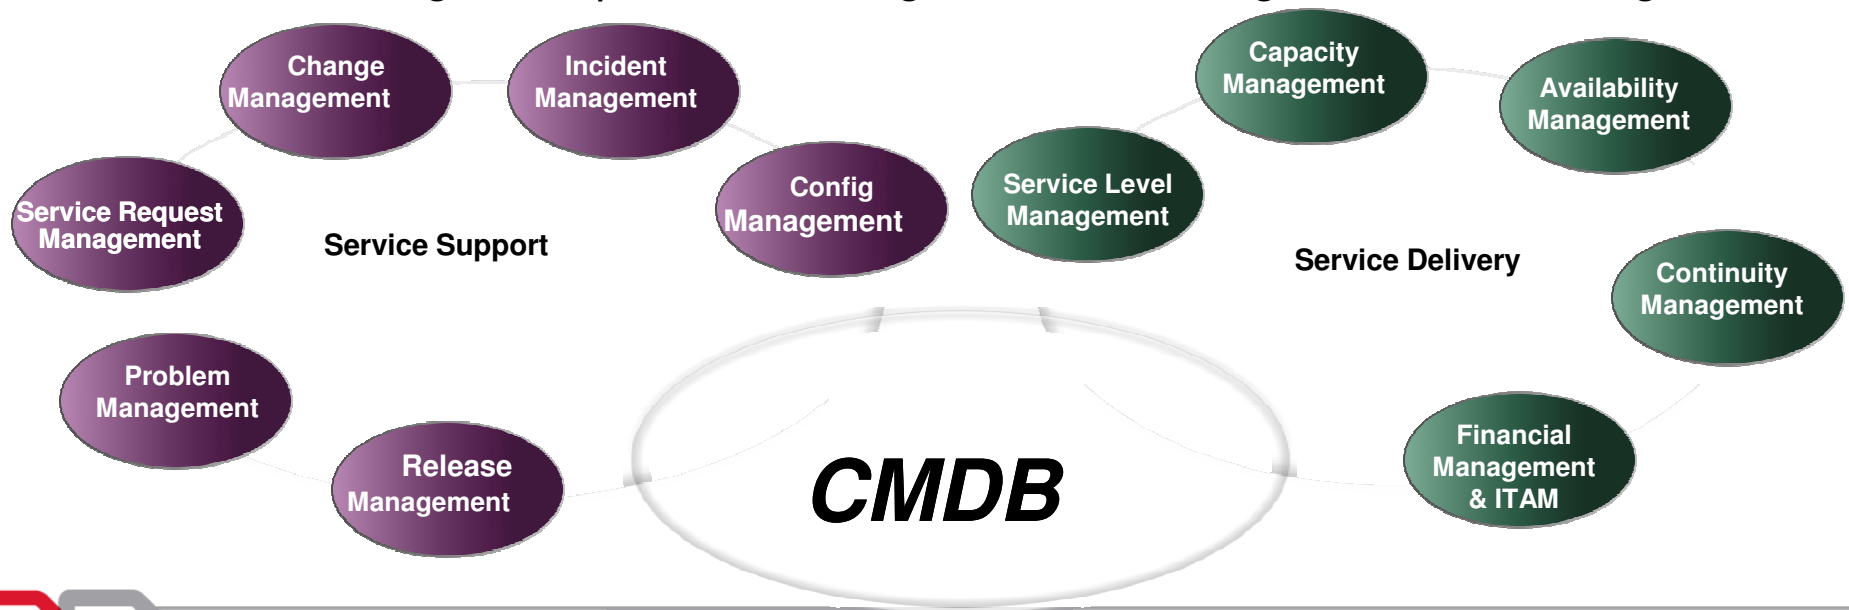 Change
Management
Incident
Management
Config
Management
Service Request
Management
Service Support
Problem
Management
Release
Management
Capacity
Management
Availability
Management
Service Level
Management
Service Delivery
Continuity
Management
Financial
Management
& ITAM
CMDB